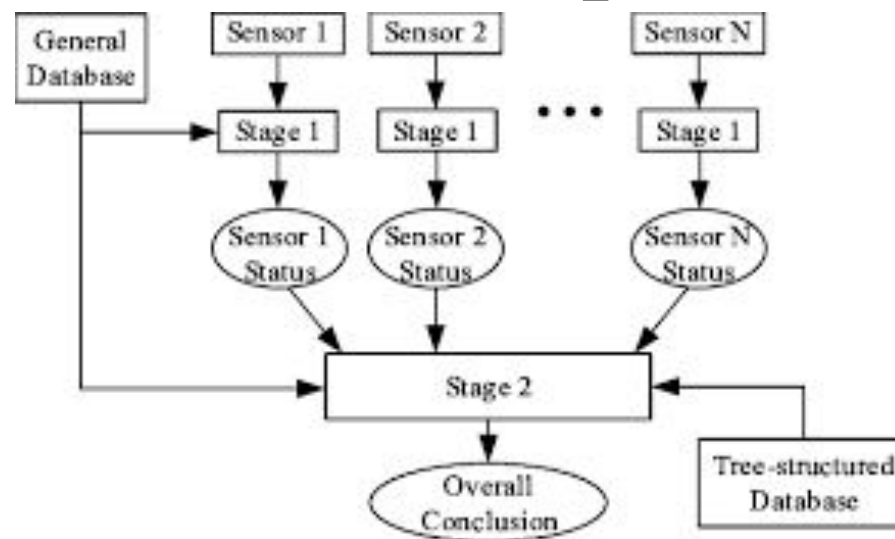 General
Database
Sensor 1
Sensor 2
Sensor N
Stage 1
Stage 1
Stage 1
Sensor 1
Status
Sensor 2
Status
Sensor N
Status
Stage 2
Tree-structured
Database
Overall
Conclusion